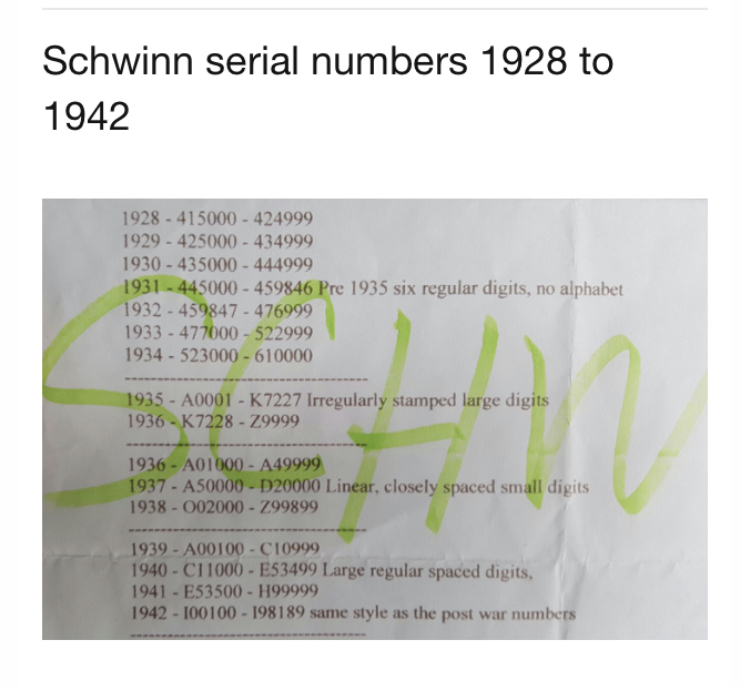 Schwinn serial numbers 1928 to
1942
1928 - 415000 - 424999
1929 - 425000 - 434999
1930 - 435000 - 444999
1931 - 445000 - 459846 Pre 1935 six regular digits, no alphabet
1932 - 459847 - 476999
1933 - 477000 - 522999
1934 - 523000 - 610000
1935 - A0001 - K7227 Irregularly stamped large digits
1936 - K7228 - Z9999
1936 - A01000 - A49999
1937 - A50000 - D20000 Linear, closely spaced small digits
1938 - O02000 - Z99899
1939 - A00100 - C10999
1940 - C11000 - E53499 Large regular spaced digits,
1941 - E53500 - H99999
1942 - I00100 - I98189 same style as the post war numbers
SCHW